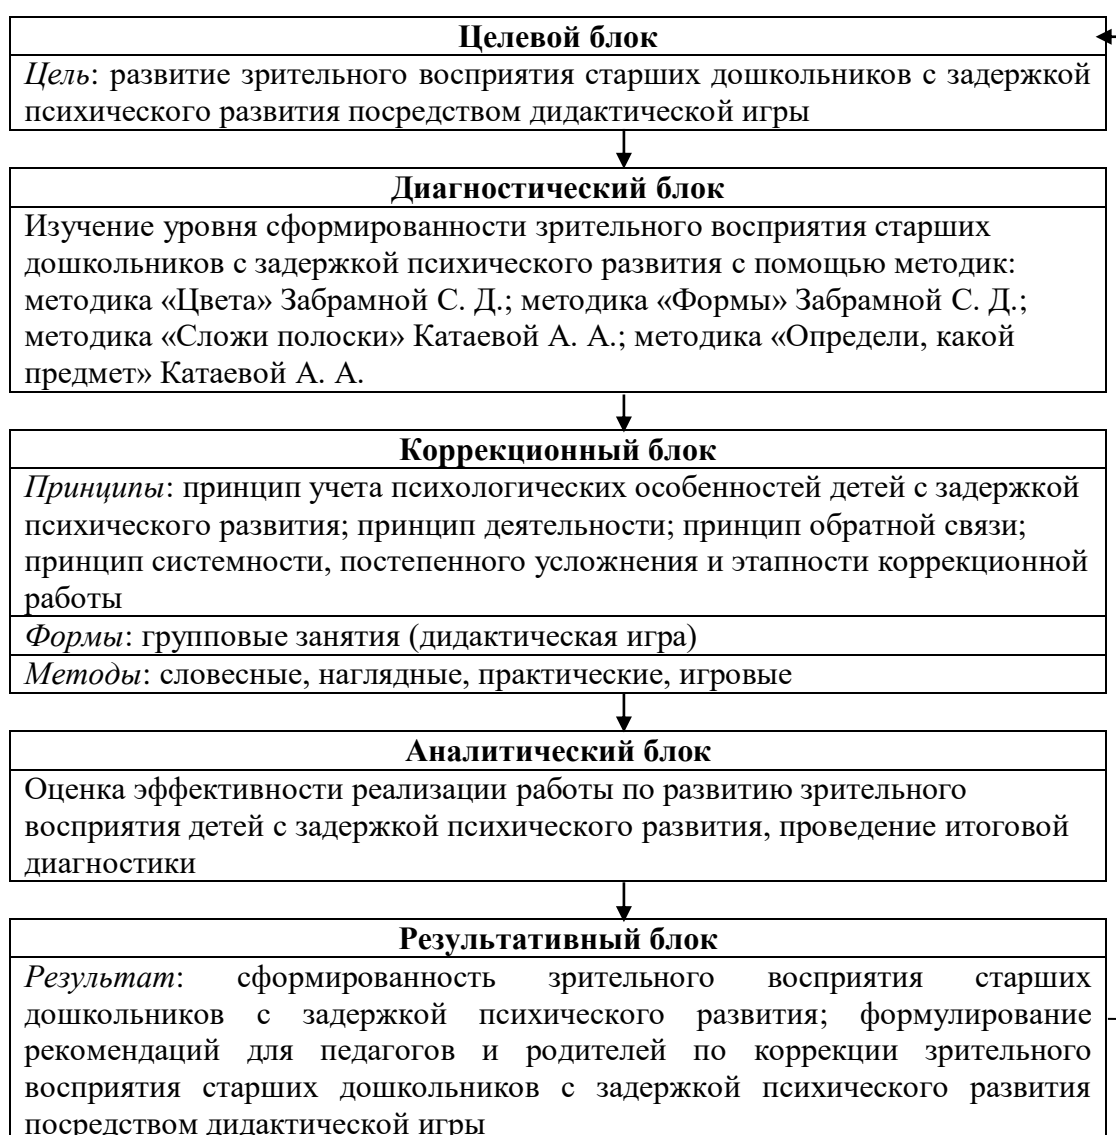 Целевой блок
Цель: развитие зрительного восприятия старших дошкольников с задержкой
психического развития посредством дидактической игры
Диагностический блок
Изучение уровня сформированности зрительного восприятия старших
дошкольников с задержкой психического развития с помощью методик:
методика «Цвета» Забрамной С. Д.; методика «Формы» Забрамной С. Д.;
методика «Сложи полоски» Катаевой А. А.; методика «Определи, какой
предмет» Катаевой А. А.
Коррекционный блок
Принципы: принцип учета психологических особенностей детей с задержкой
психического развития; принцип деятельности; принцип обратной связи;
принцип системности, постепенного усложнения и этапности коррекционной
работы
Формы: групповые занятия (дидактическая игра)
Методы: словесные, наглядные, практические, игровые
Аналитический блок
Оценка эффективности реализации работы по развитию зрительного
восприятия детей с задержкой психического развития, проведение итоговой
диагностики
Результативный блок
Результат: сформированность зрительного восприятия старших
дошкольников с задержкой психического развития; формулирование
рекомендаций для педагогов и родителей по коррекции зрительного
восприятия старших дошкольников с задержкой психического развития
посредством дидактической игры